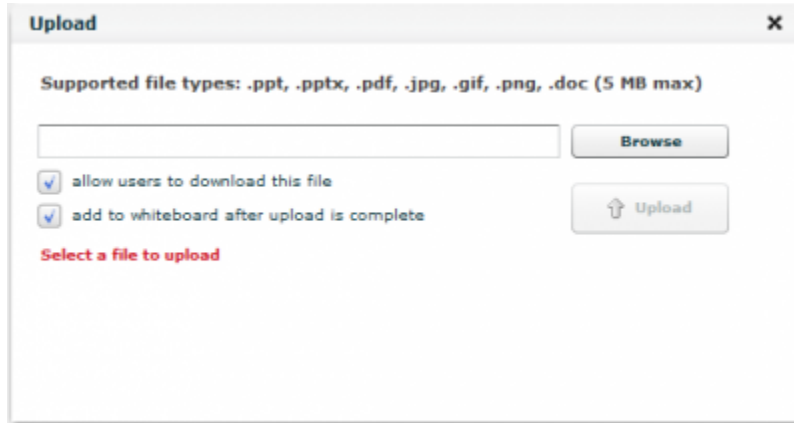 Upload
Supported file types: .ppt, .pptx, .pdf, .jpg, .gif, .png, .doc (5 MB max)
Browse
allow users to download this file
add to whiteboard after upload is complete
Upload
Select a file to upload